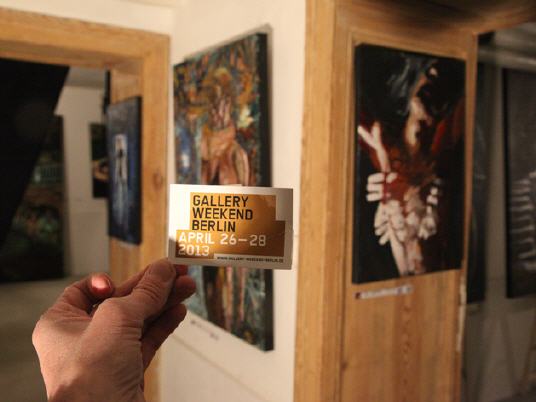 GALLERY
WEEKEND
BERLIN
APRIL 26–28
2013
WWW.GALLERY-WEEKEND-BERLIN.DE